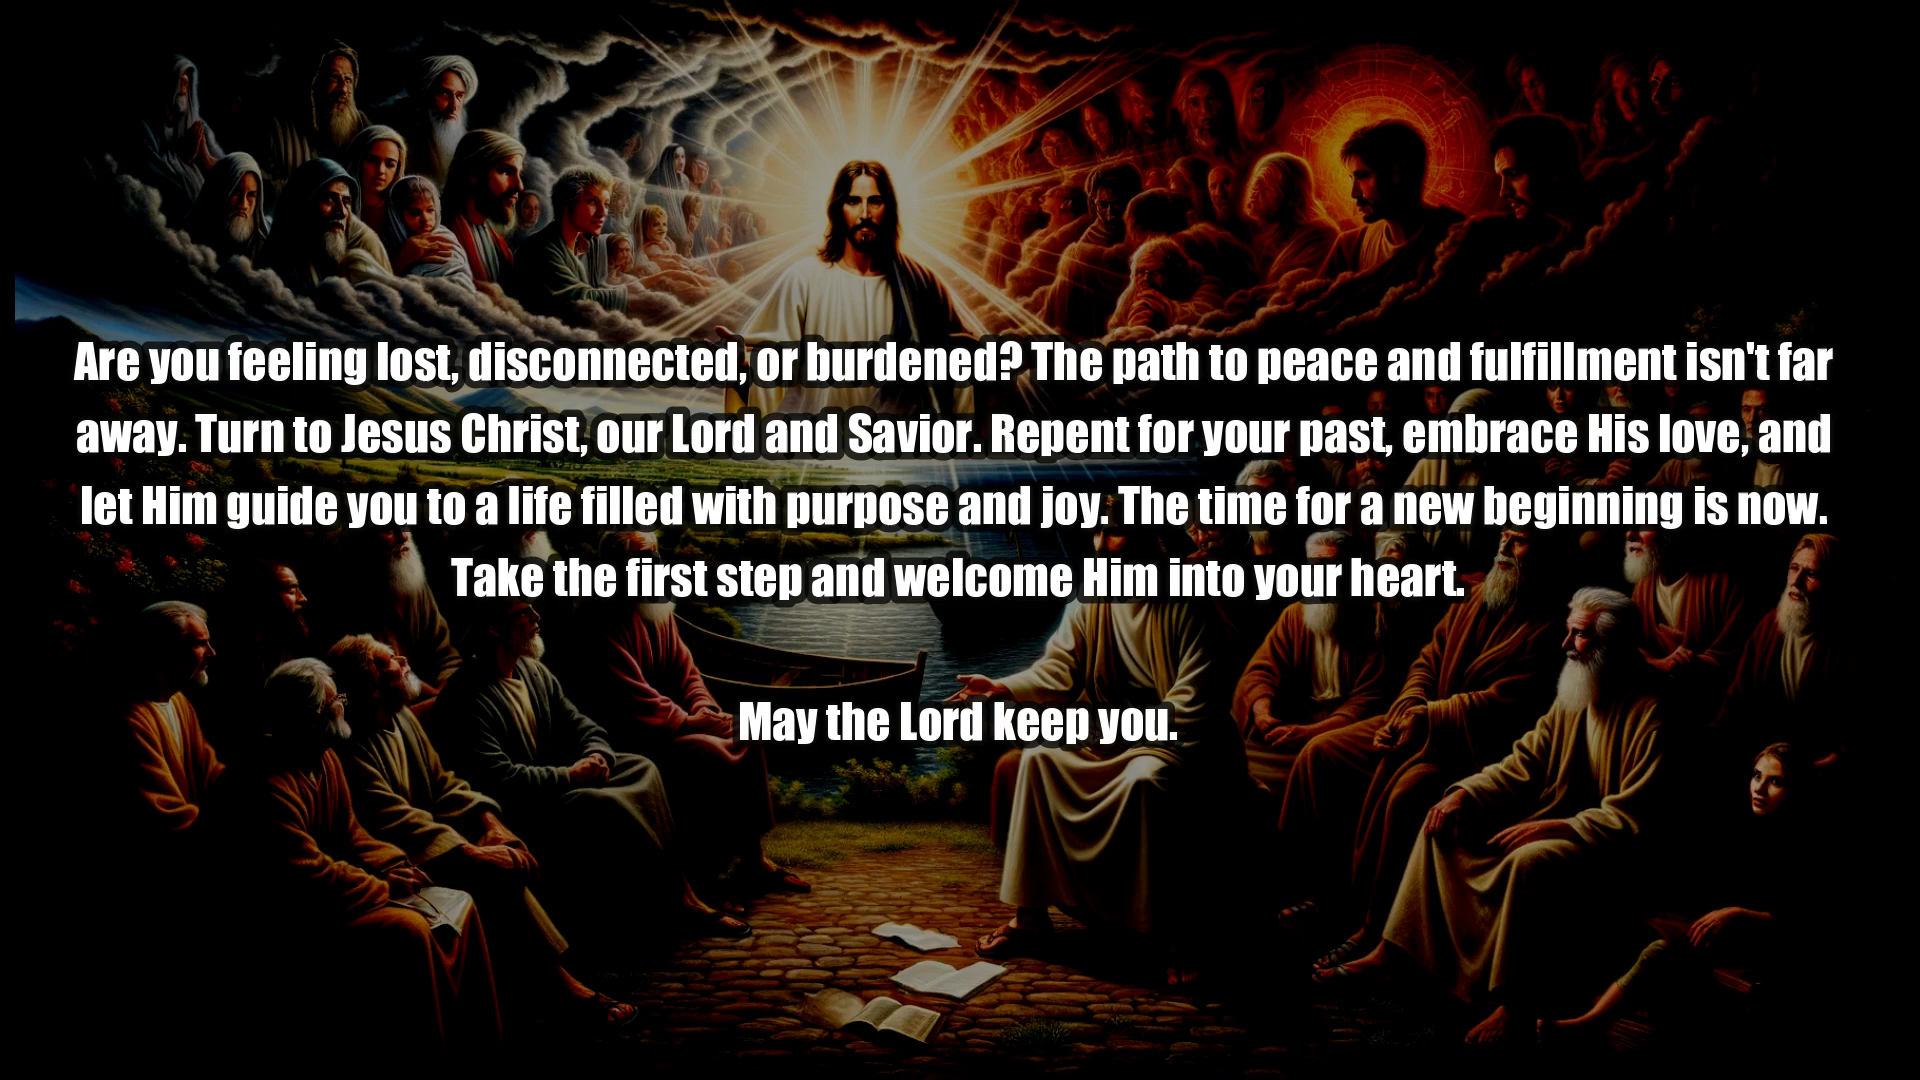 Are you feeling lost, disconnected, or burdened? The path to peace and fulfillment isn't far
away. Turn to Jesus Christ, our Lord and Savior. Repent for your past, embrace His love, and
let Him guide you to a life filled with purpose and joy. The time for a new beginning is now.
Take the first step and welcome Him into your heart.
May the Lord keep you.